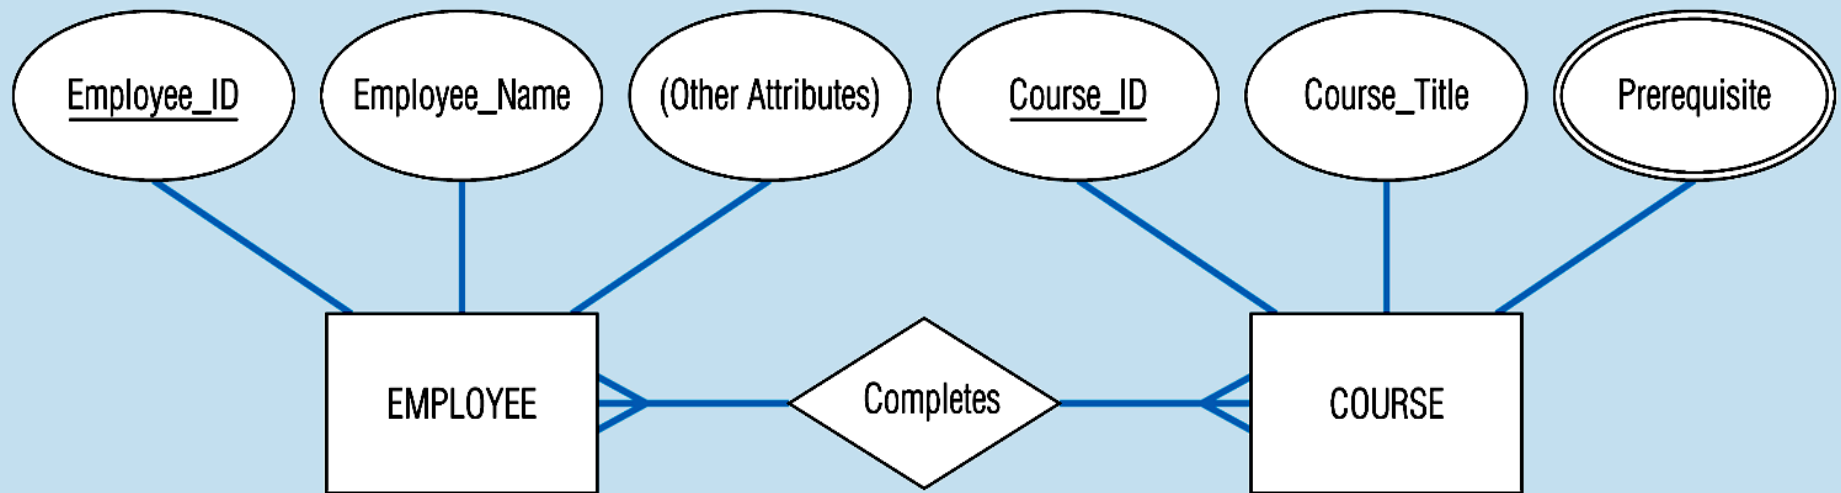 Employee_ID
Employee_Name
(Other Attributes)
Course_ID
Course_Title
Prerequisite
EMPLOYEE
Completes
COURSE